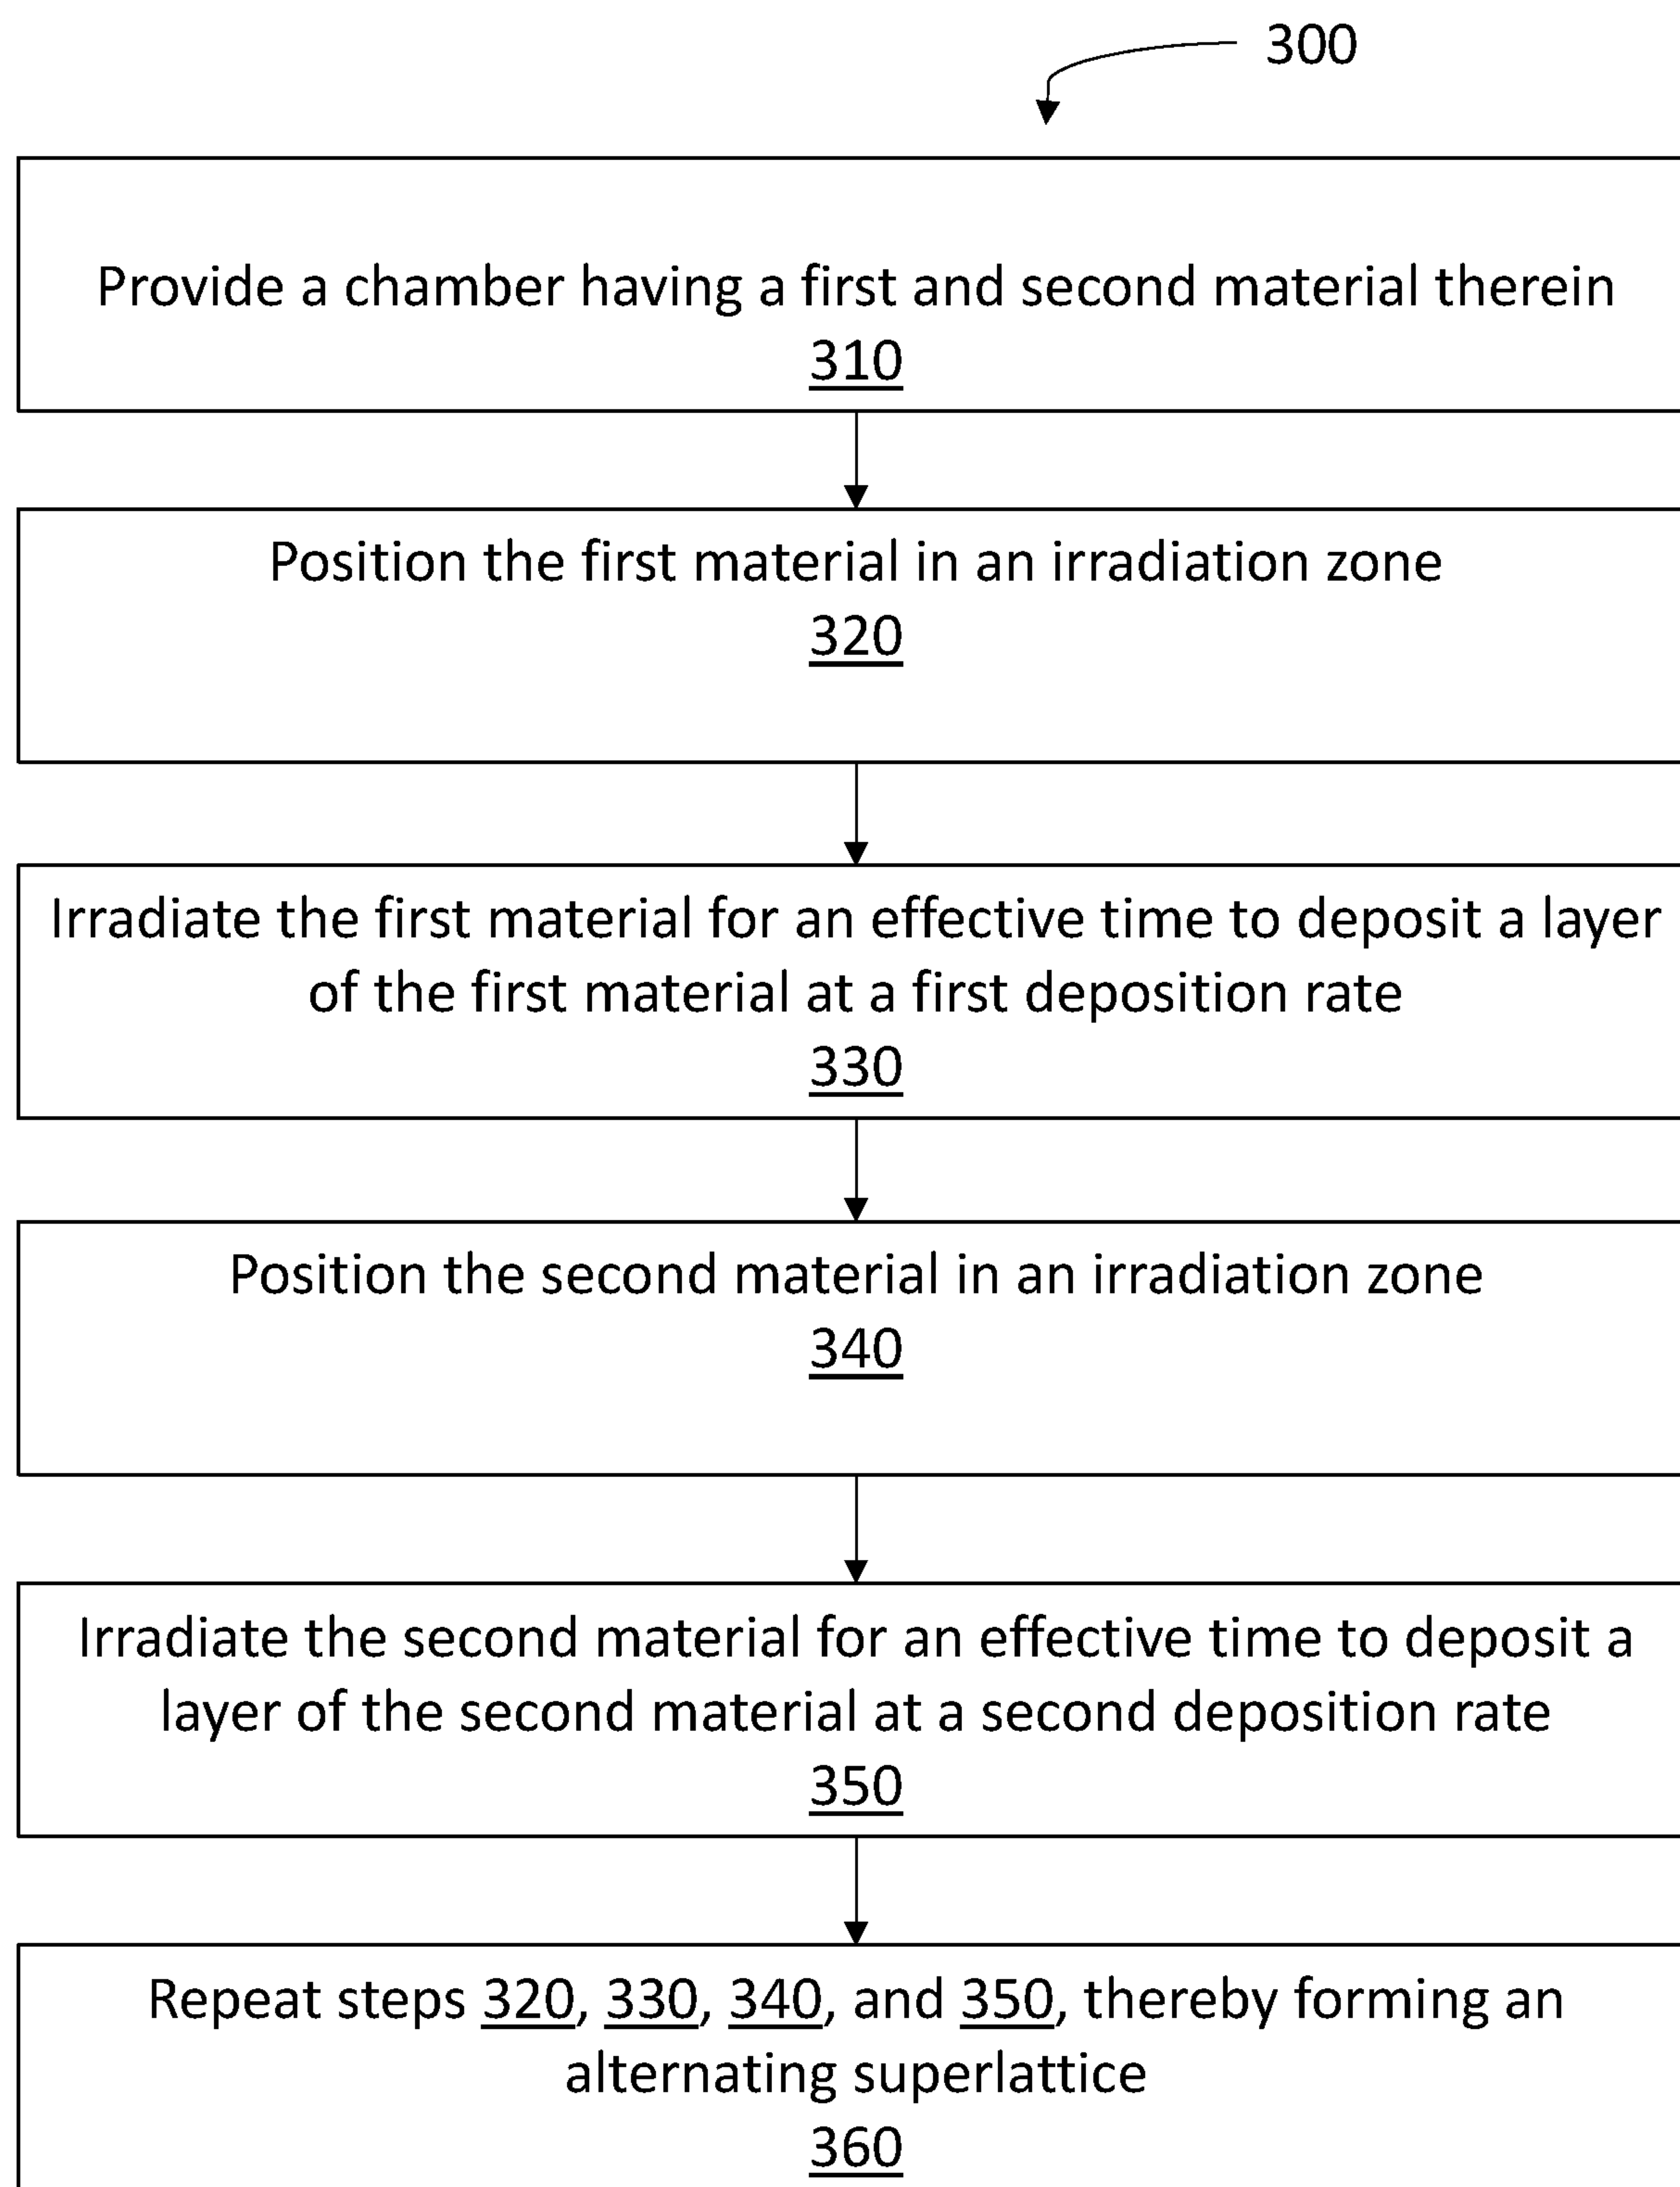 300
Provide a chamber having a first and second material therein
310
Position the first material in an irradiation zone
320
Irradiate the first material for an effective time to deposit a layer
of the first material at a first deposition rate
330
Position the second material in an irradiation zone
340
Irradiate the second material for an effective time to deposit a
layer of the second material at a second deposition rate
350
Repeat steps 320, 330, 340, and 350, thereby forming an
alternating superlattice
360